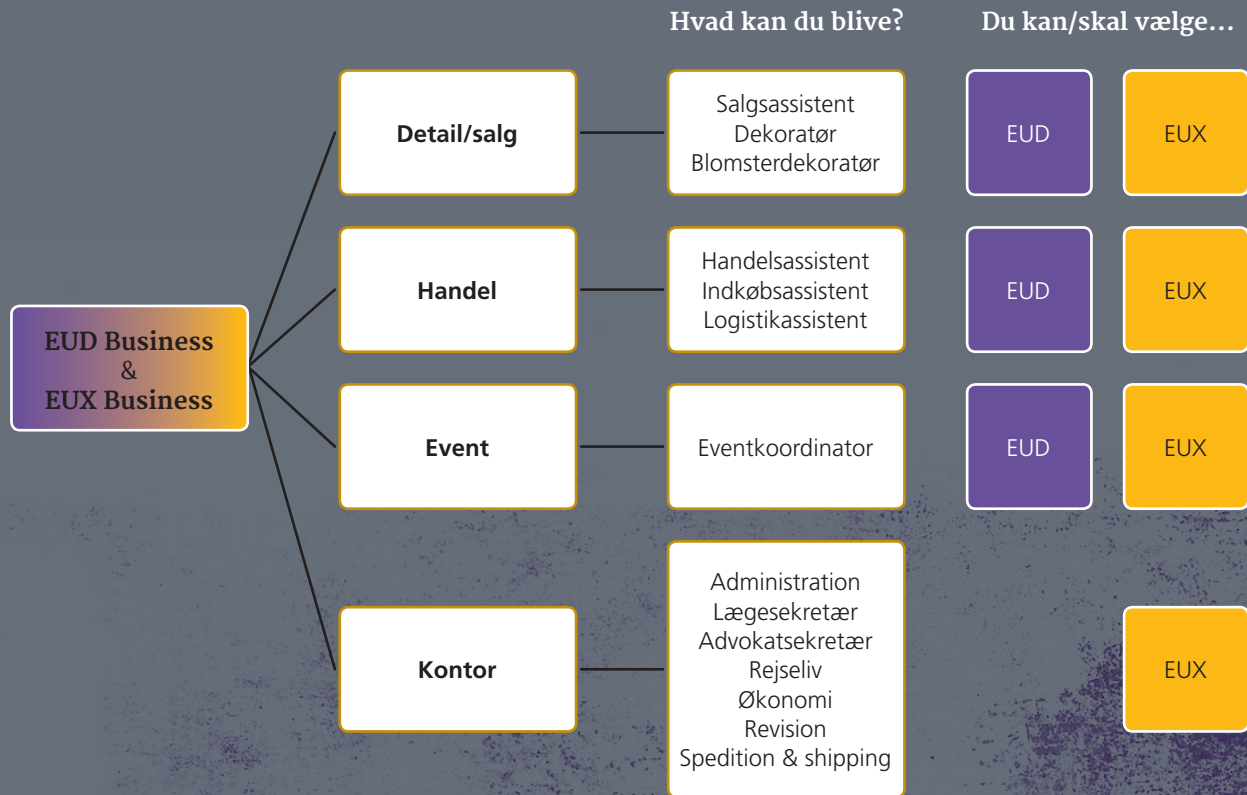 Hvad kan du blive?
Du kan/skal vælge...
EUD Business
&
EUX Business
Detail/salg
Salgsassistent
Dekoratør
Blomsterdekoratør
EUD
EUX
Handel
Handelsassistent
Indkøbsassistent
Logistikassistent
EUD
EUX
Event
Eventkoordinator
EUD
EUX
Kontor
Administration
Lægesekretær
Advokatsekretær
Rejseliv
Økonomi
Revision
Spedition & shipping
EUX